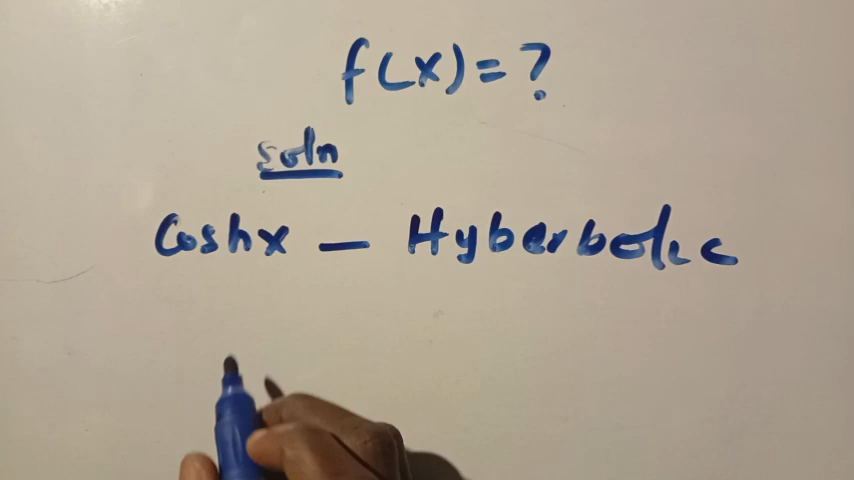 f(x)=?
Soln
Coshx — Hyberbolic